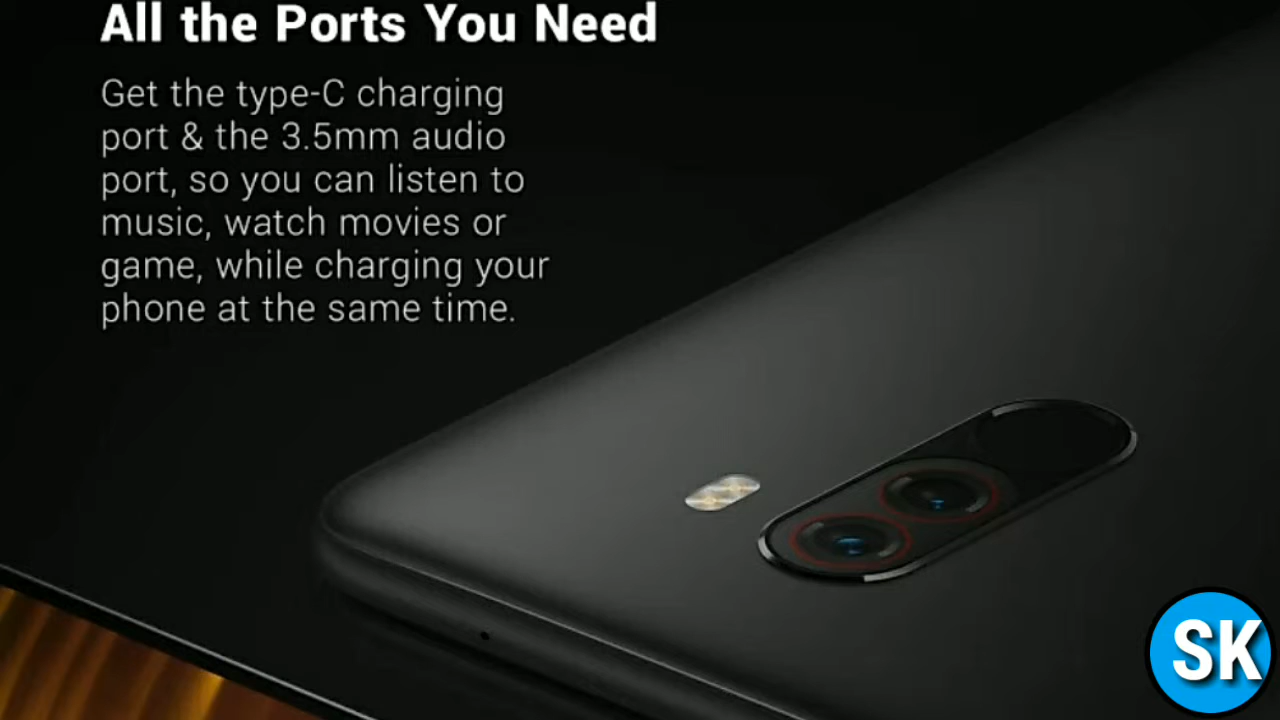 All the Ports You Need
Get the type-C charging
port & the 3.5mm audio
port, so you can listen to
music, watch movies or
game, while charging your
phone at the same time.
SK